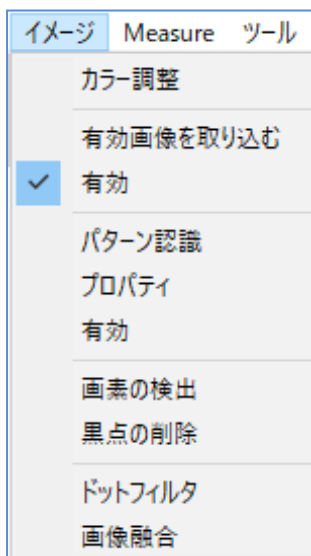 イメージ Measure ツール
カラー調整
有効画像を取り込む
有効
パターン認識
プロパティ
有効
画素の検出
黒点の削除
ドットフィルタ
画像融合